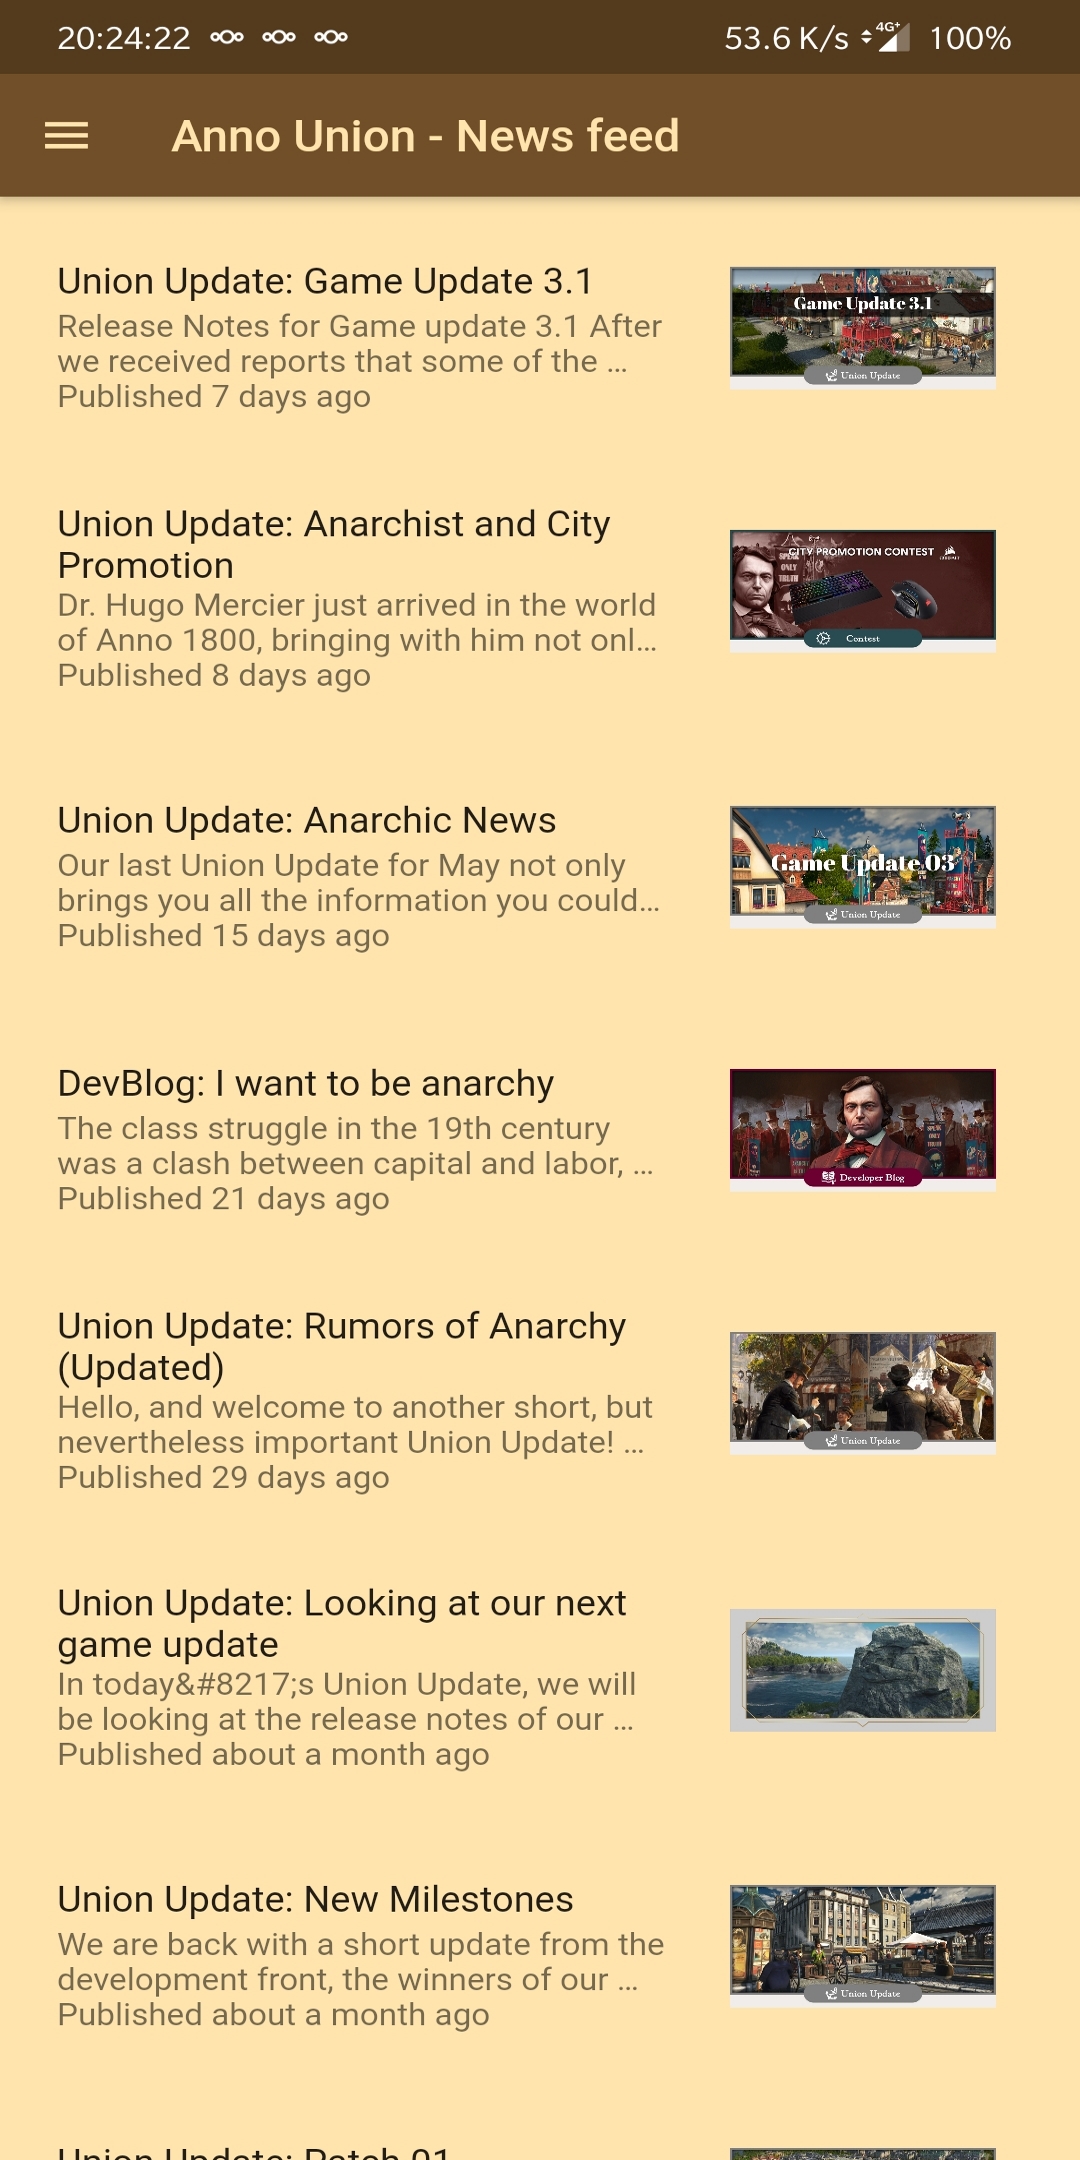 20:24:22
53.6 K/s 4G+ 100%
Anno Union - News feed
Union Update: Game Update 3.1
Release Notes for Game update 3.1 After
we received reports that some of the ...
Published 7 days ago
Game Update 3.1
Union Update
Union Update: Anarchist and City
Promotion
Dr. Hugo Mercier just arrived in the world
of Anno 1800, bringing with him not onl...
Published 8 days ago
CITY PROMOTION CONTEST
SPEAK
ONLY
TRUTH
Contest
Union Update: Anarchic News
Our last Union Update for May not only
brings you all the information you could...
Published 15 days ago
Game Update 03
Union Update
DevBlog: I want to be anarchy
The class struggle in the 19th century
was a clash between capital and labor, ...
Published 21 days ago
SPEAK
ONLY
TRUTH
Developer Blog
Union Update: Rumors of Anarchy
(Updated)
Hello, and welcome to another short, but
nevertheless important Union Update! ...
Published 29 days ago
Union Update
Union Update: Looking at our next
game update
In today&#8217;s Union Update, we will
be looking at the release notes of our ...
Published about a month ago
Union Update: New Milestones
We are back with a short update from the
development front, the winners of our ...
Published about a month ago
Union Update
Union Update: Patch 01